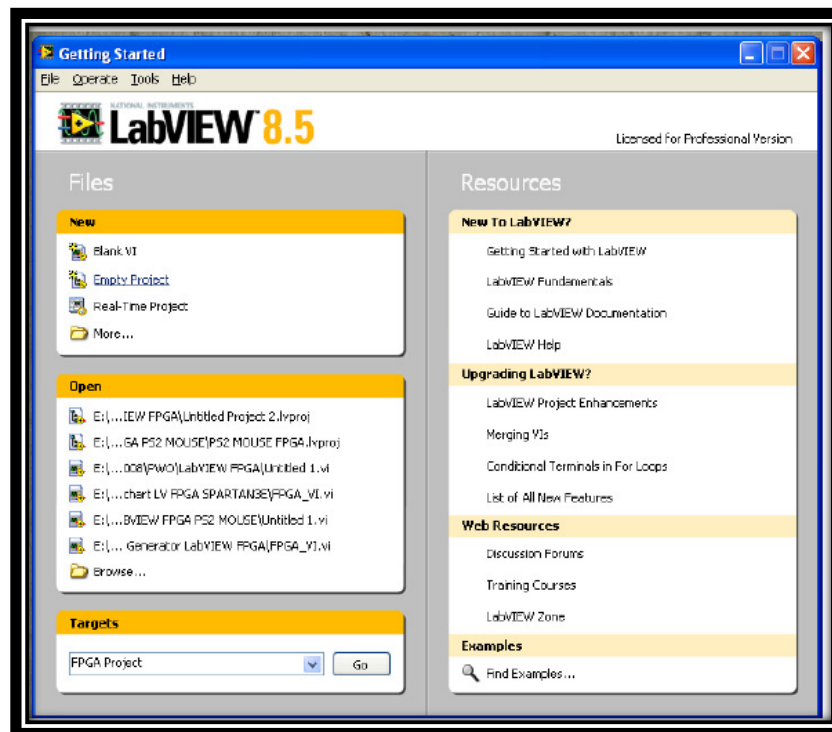 Getting Started
File Operate Tools Help
NATIONAL INSTRUMENTS
LabVIEW™ 8.5
Licensed for Professional Version
Files
New
Blank VI
Empty Project
Real-Time Project
More...
Open
E:\...IEW FPGA\Untitled Project 2.lvproj
E:\...GA PS2 MOUSE\PS2 MOUSE FPGA.lvproj
E:\...008\PWO\LabVIEW FPGA\Untitled 1.vi
E:\...chart LV FPGA SPARTAN3E\FPGA_VI.vi
E:\...BVIEW FPGA PS2 MOUSE\Untitled 1.vi
E:\... Generator LabVIEW FPGA\FPGA_VI.vi
Browse...
Targets
FPGA Project
Go
Resources
New To LabVIEW?
Getting Started with LabVIEW
LabVIEW Fundamentals
Guide to LabVIEW Documentation
LabVIEW Help
Upgrading LabVIEW?
LabVIEW Project Enhancements
Merging VIs
Conditional Terminals in For Loops
List of All New Features
Web Resources
Discussion Forums
Training Courses
LabVIEW Zone
Examples
Find Examples...